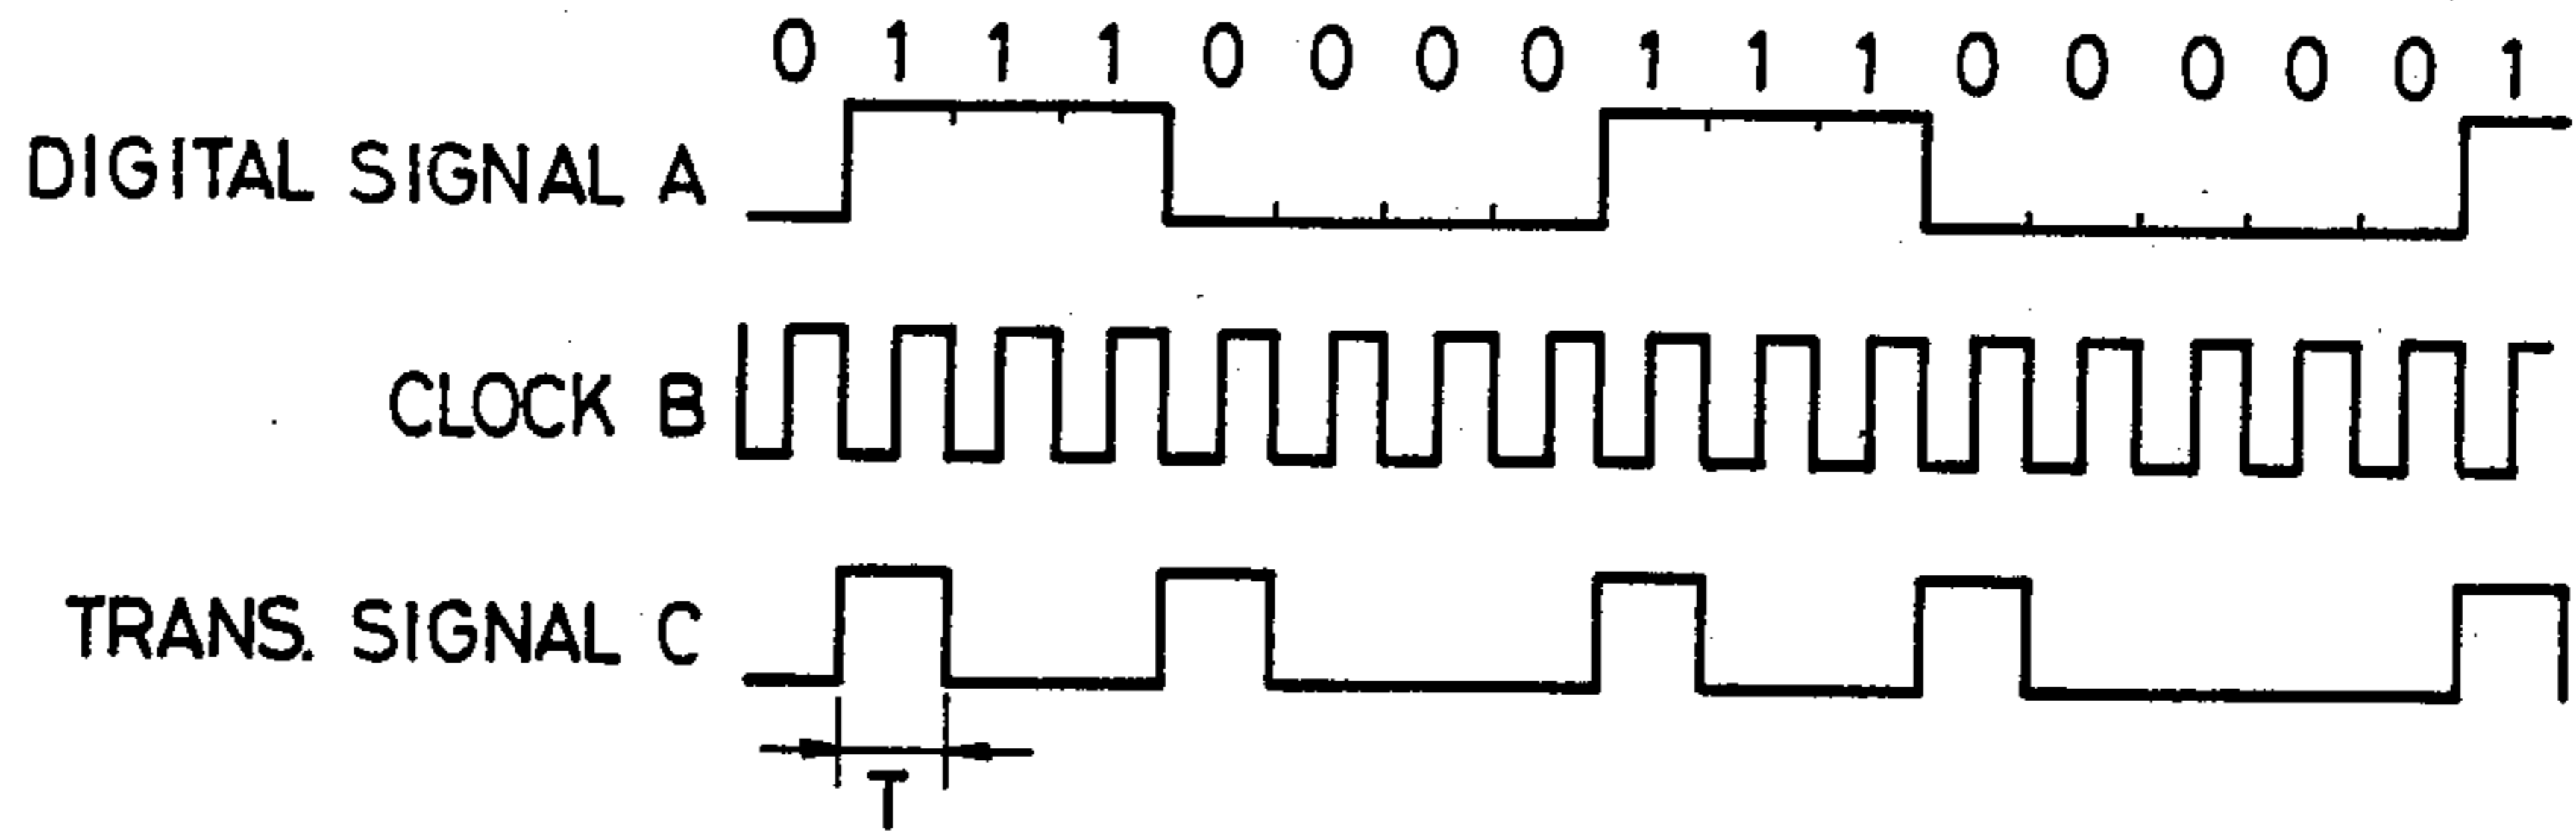 0 1 1 1 0 0 0 0 1 1 1 0 0 0 0 0 1
DIGITAL SIGNAL A
CLOCK B
TRANS. SIGNAL C
T